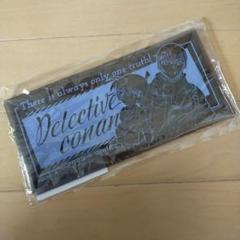 There is always only one truth!
Detective
conan